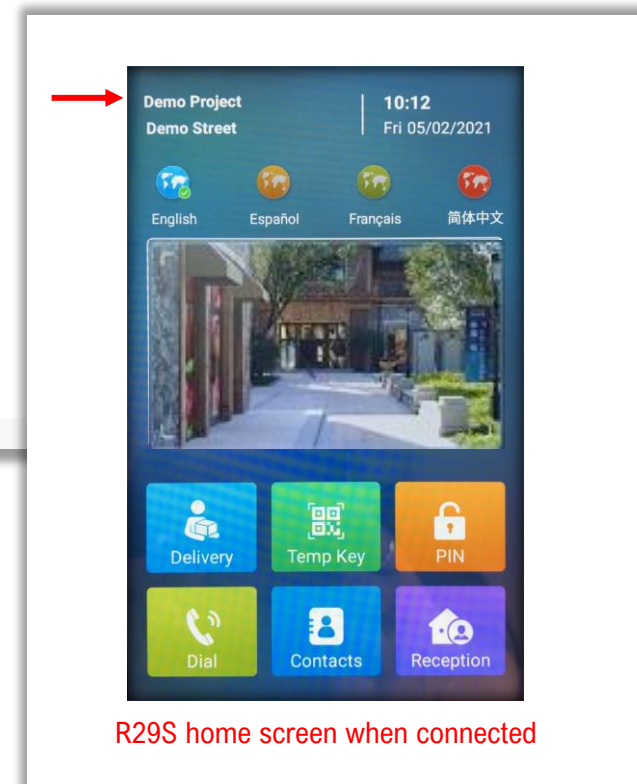 Demo Project
Demo Street
10:12
Fri 05/02/2021
English
Español
Français
简体中文
Delivery
Temp Key
PIN
Dial
Contacts
Reception
R29S home screen when connected